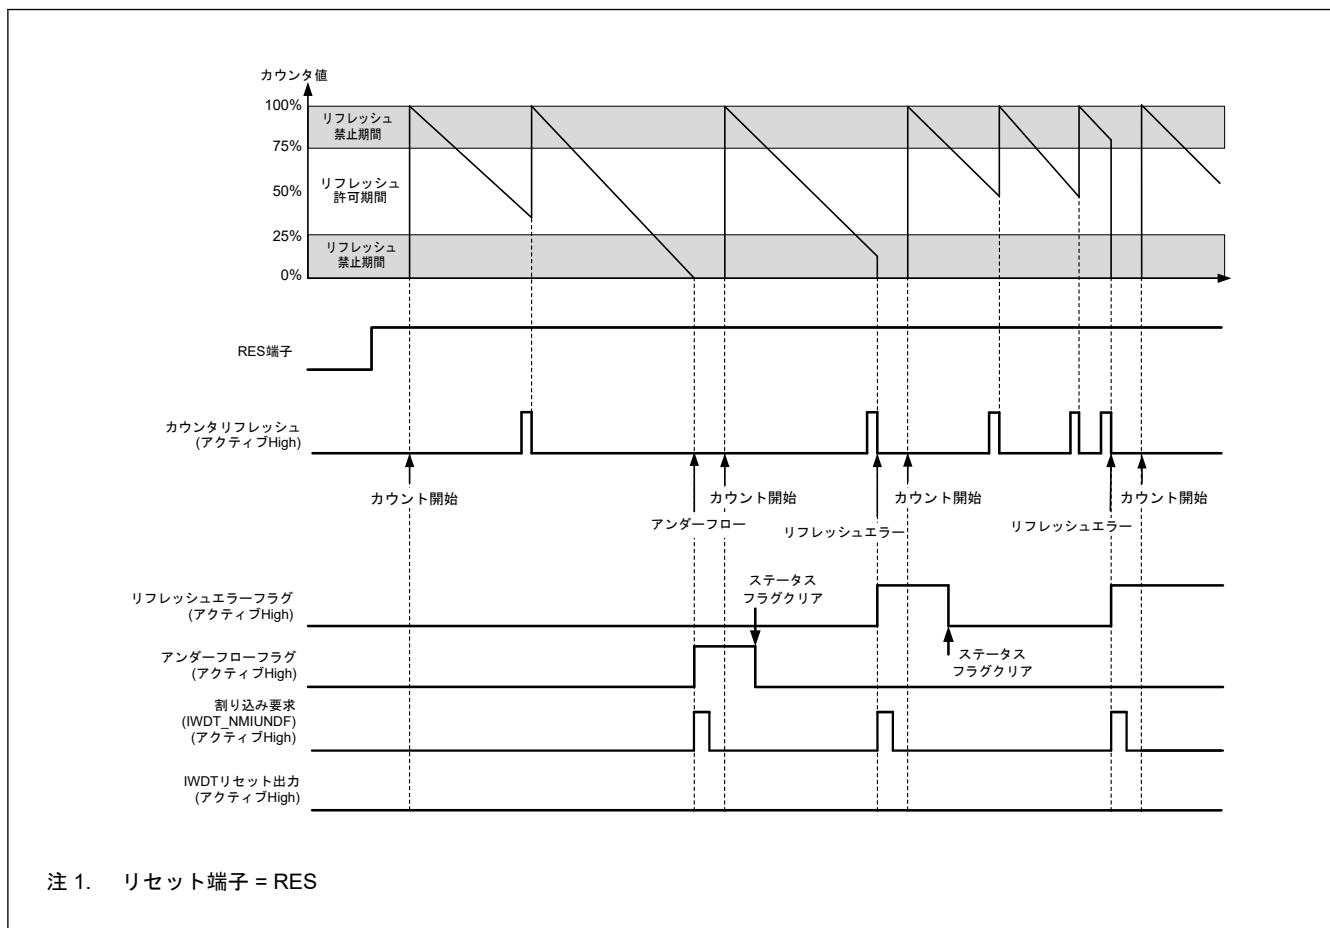 カウンタ値
100%
リフレッシュ
禁止期間
75%
リフレッシュ
許可期間
50%
25%
リフレッシュ
禁止期間
0%
RES端子
カウンタリフレッシュ
(アクティブHigh)
カウント開始
カウント開始
カウント開始
カウント開始
アンダーフロー
リフレッシュエラー
リフレッシュエラー
ステータス
フラグクリア
リフレッシュエラーフラグ
(アクティブHigh)
アンダーフローフラグ
(アクティブHigh)
ステータス
フラグクリア
割り込み要求
(IWDT_NMIUNDF)
(アクティブHigh)
IWDTリセット出力
(アクティブHigh)
注 1. リセット端子 = RES